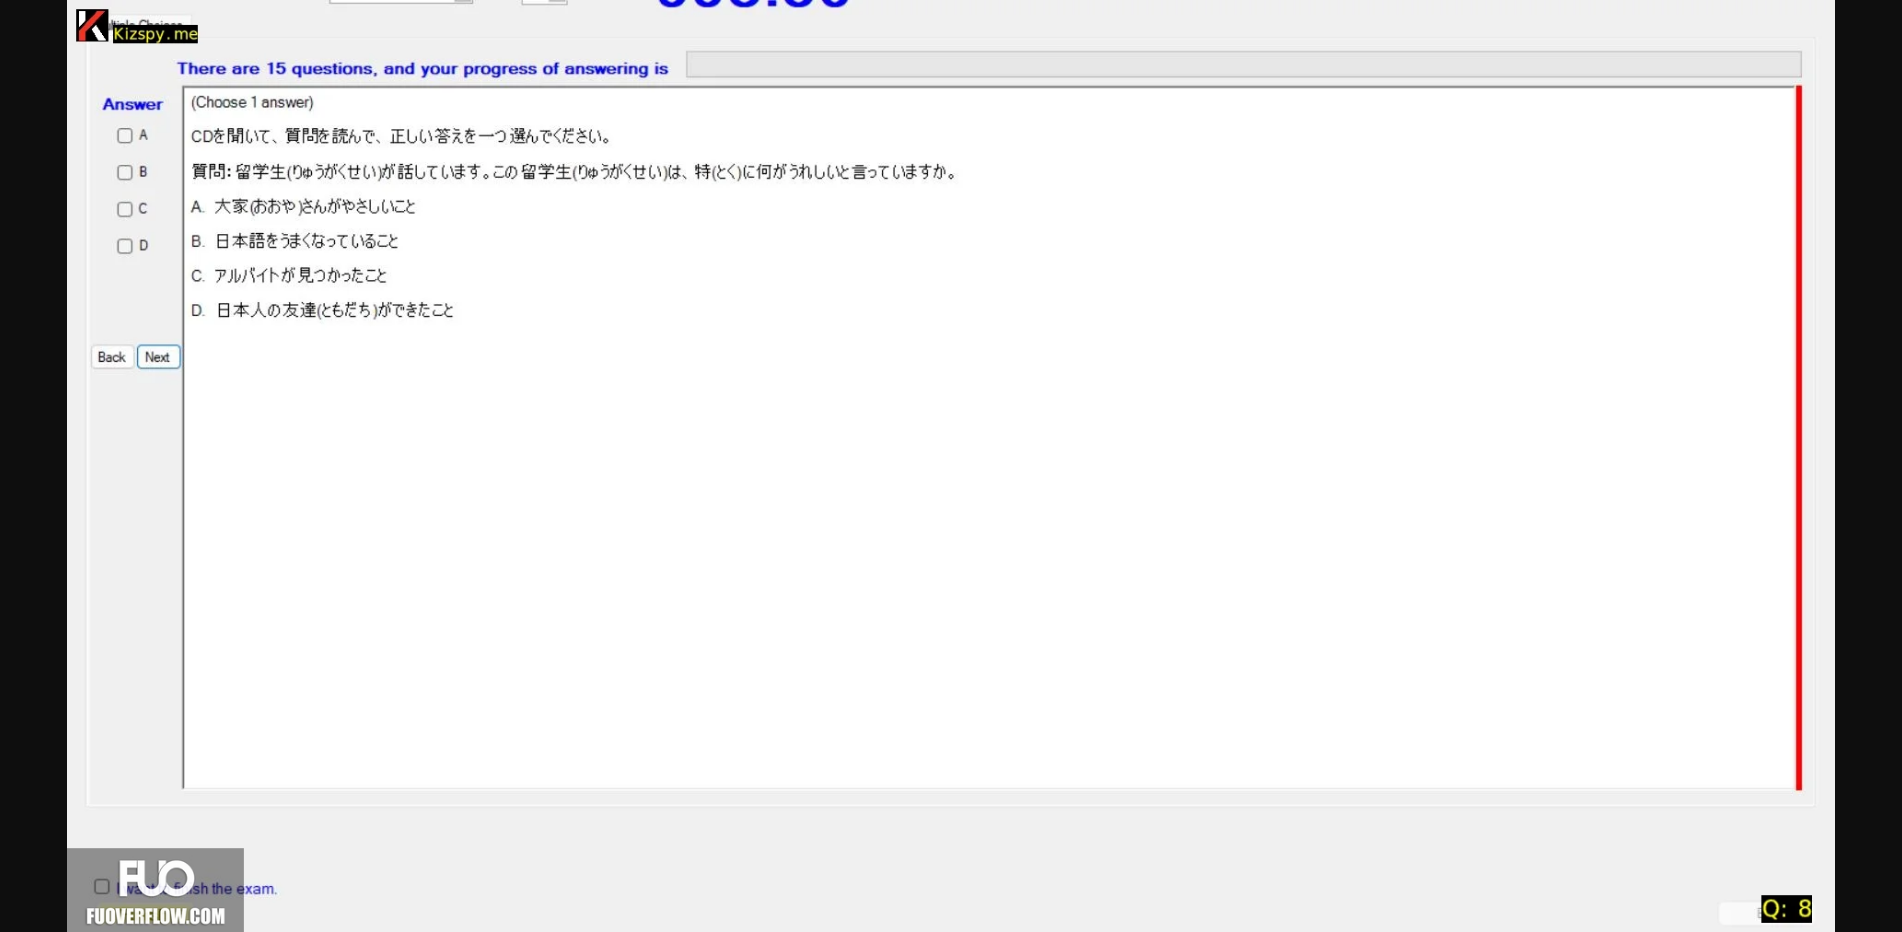 Kizspy.me
There are 15 questions, and your progress of answering is
Answer
(Choose 1 answer)
A
CDを聞いて、質問を読んで、正しい答えを一つ選んでください。
B
質問: 留学生(りゅうがくせい)が話しています。この留学生(りゅうがくせい)は、特(とく)に何がうれしいと言っていますか。
C
A. 大家(おおや)さんがやさしいこと
D
B. 日本語をうまくなっていること
C. アルバイトが見つかったこと
D. 日本人の友達(ともだち)ができたこと
Back Next
FUO
the exam.
FUOVERFLOW.COM
Q: 8